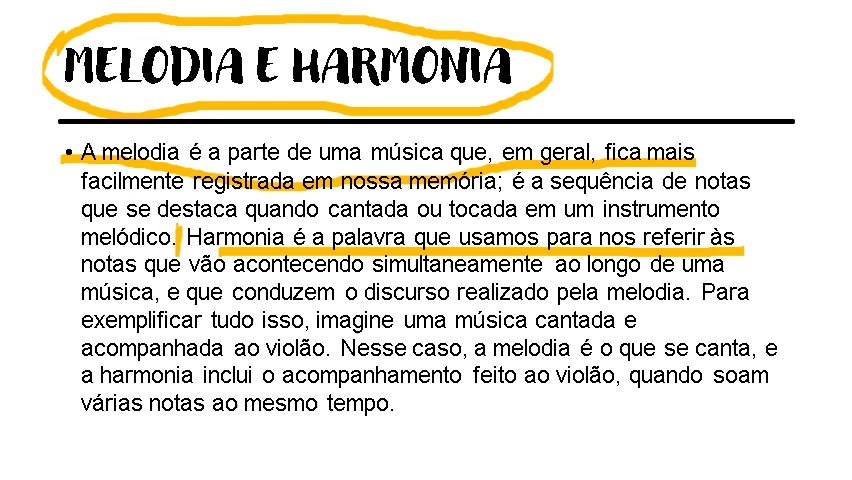 MELODIA E HARMONIA
• A melodia é a parte de uma música que, em geral, fica mais
facilmente registrada em nossa memória; é a sequência de notas
que se destaca quando cantada ou tocada em um instrumento
melódico. Harmonia é a palavra que usamos para nos referir às
notas que vão acontecendo simultaneamente ao longo de uma
música, e que conduzem o discurso realizado pela melodia. Para
exemplificar tudo isso, imagine uma música cantada e
acompanhada ao violão. Nesse caso, a melodia é o que se canta, e
a harmonia inclui o acompanhamento feito ao violão, quando soam
várias notas ao mesmo tempo.